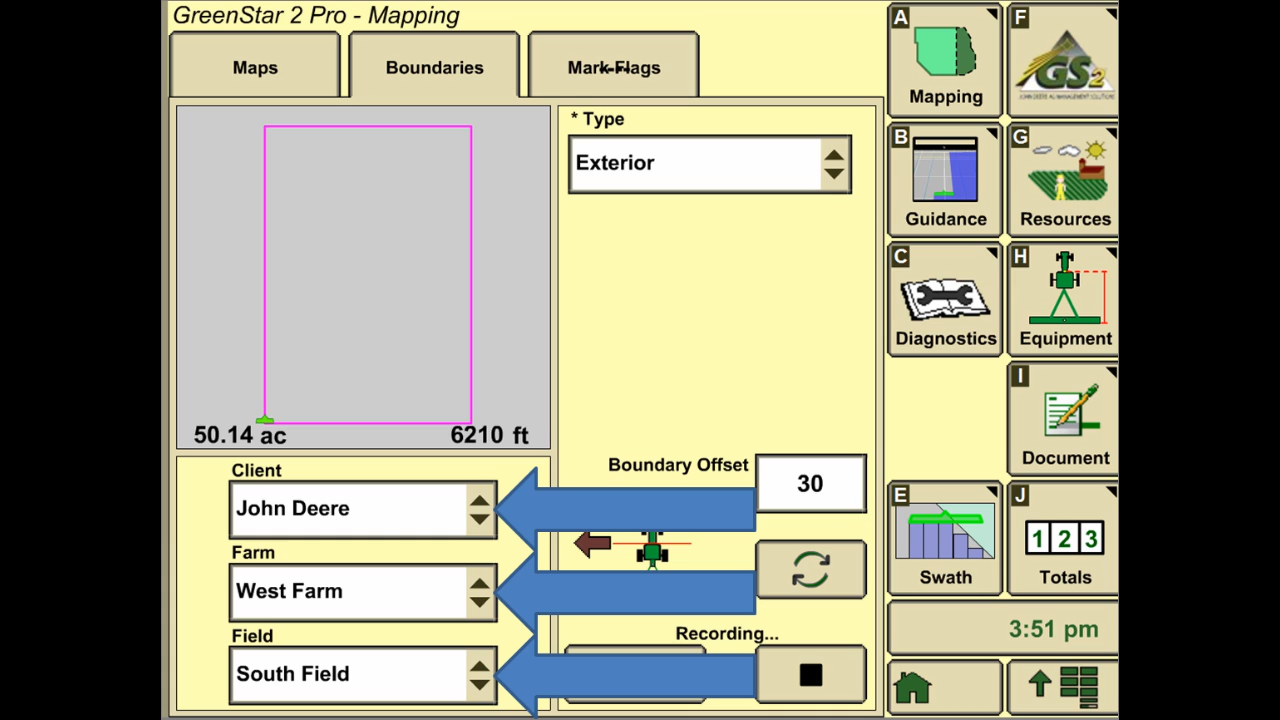 GreenStar 2 Pro - Mapping
Maps
Boundaries
Mark Flags
* Type
Exterior
50.14 ac
6210 ft
Client
John Deere
Farm
West Farm
Field
South Field
Boundary Offset
30
Recording...
A
Mapping
F
GS2
B
Guidance
G
Resources
C
Diagnostics
H
Equipment
I
Document
E
Swath
J
1 2 3
Totals
3:51 pm